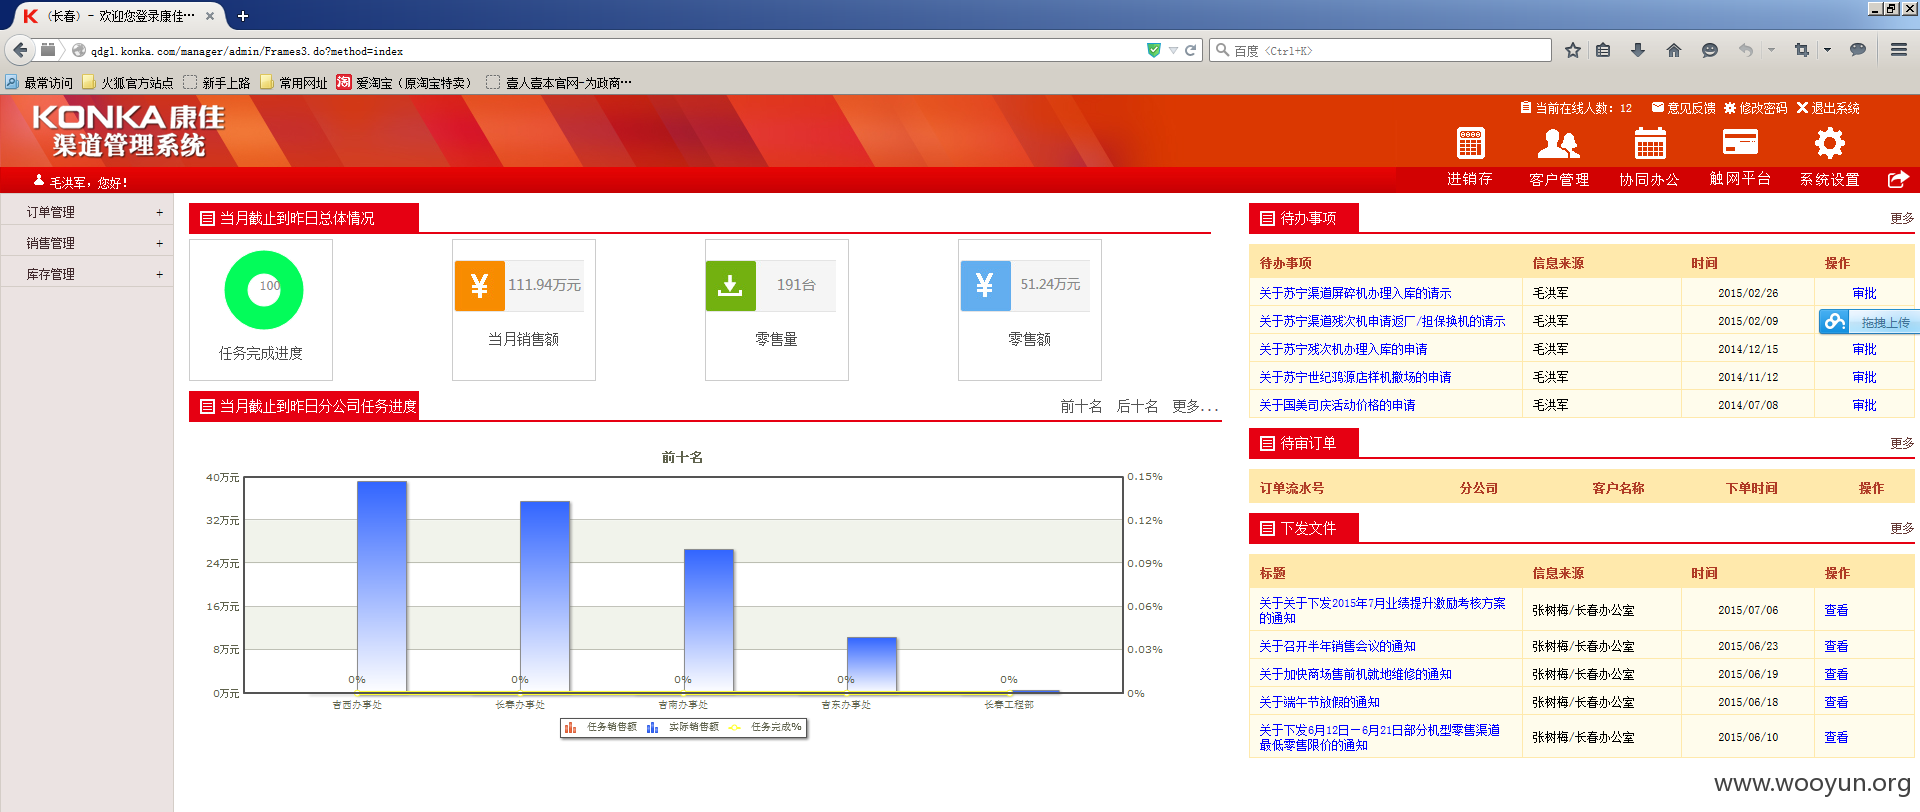 K （长春）- 欢迎您登录康佳… × +
qdgl.konka.com/manager/admin/Frames3.do?method=index
百度 <Ctrl+K>
最常访问 火狐官方站点 新手上路 常用网址 淘 爱淘宝（原淘宝特卖） 壹人壹本官网-为政商…
KONKA康佳
渠道管理系统
当前在线人数: 12 意见反馈 修改密码 退出系统
进销存 客户管理 协同办公 触网平台 系统设置
毛洪军, 您好!
订单管理 +
销售管理 +
库存管理 +
当月截止到昨日总体情况
100
任务完成进度
¥ 111.94万元
当月销售额
191台
零售量
¥ 51.24万元
零售额
当月截止到昨日分公司任务进度
前十名 后十名 更多...
前十名
40万元
32万元
24万元
16万元
8万元
0万元
0.15%
0.12%
0.09%
0.06%
0.03%
0%
0% 0% 0% 0% 0%
吉西办事处 长春办事处 吉南办事处 吉东办事处 长春工程部
任务销售额 实际销售额 任务完成%
待办事项 更多
待办事项 信息来源 时间 操作
关于苏宁渠道屏碎机办理入库的请示 毛洪军 2015/02/26 审批
关于苏宁渠道残次机申请返厂/担保换机的请示 毛洪军 2015/02/09
拖拽上传
关于苏宁残次机办理入库的申请 毛洪军 2014/12/15 审批
关于苏宁世纪鸿源店样机撤场的申请 毛洪军 2014/11/12 审批
关于国美司庆活动价格的申请 毛洪军 2014/07/08 审批
待审订单 更多
订单流水号 分公司 客户名称 下单时间 操作
下发文件 更多
标题 信息来源 时间 操作
关于关于下发2015年7月业绩提升激励考核方案
的通知 张树梅/长春办公室 2015/07/06 查看
关于召开半年销售会议的通知 张树梅/长春办公室 2015/06/23 查看
关于加快商场售前机就地维修的通知 张树梅/长春办公室 2015/06/19 查看
关于端午节放假的通知 张树梅/长春办公室 2015/06/18 查看
关于下发6月12日—6月21日部分机型零售渠道
最低零售限价的通知 张树梅/长春办公室 2015/06/10 查看
www.wooyun.org